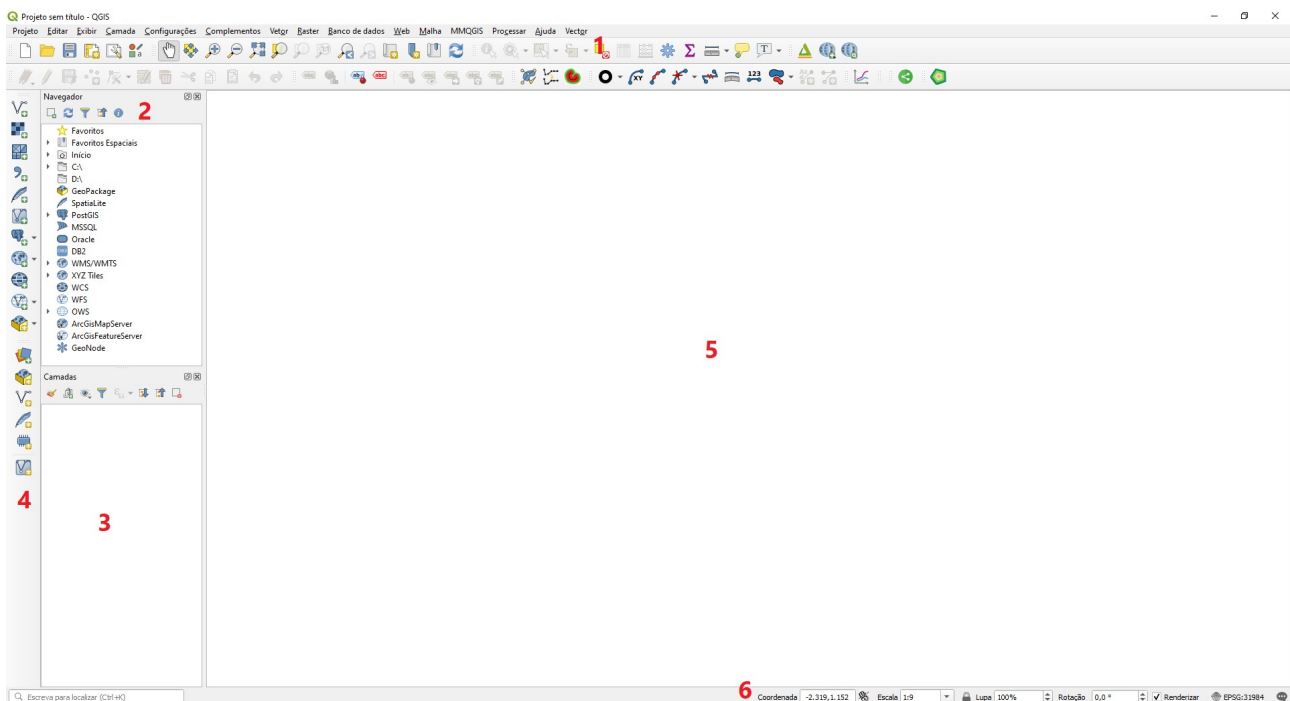 Projeto sem título - QGIS
Projeto Editar Exibir Camada Configurações Complementos Vetor Raster Banco de dados Web Malha MMQGIS Processar Ajuda Vector
1
Navegador
2
Favoritos
Favoritos Espaciais
Início
C:\
D:\
GeoPackage
SpatiaLite
PostGIS
MSSQL
Oracle
DB2
WMS/WMTS
XYZ Tiles
WCS
WFS
OWS
ArcGisMapServer
ArcGisFeatureServer
GeoNode
5
Camadas
4
3
6
Escreva para localizar (Ctrl+K)
Coordenada -2.319,1.152 Escala 1:9 Lupa 100% Rotação 0,0 ° Renderizar EPSG:31984